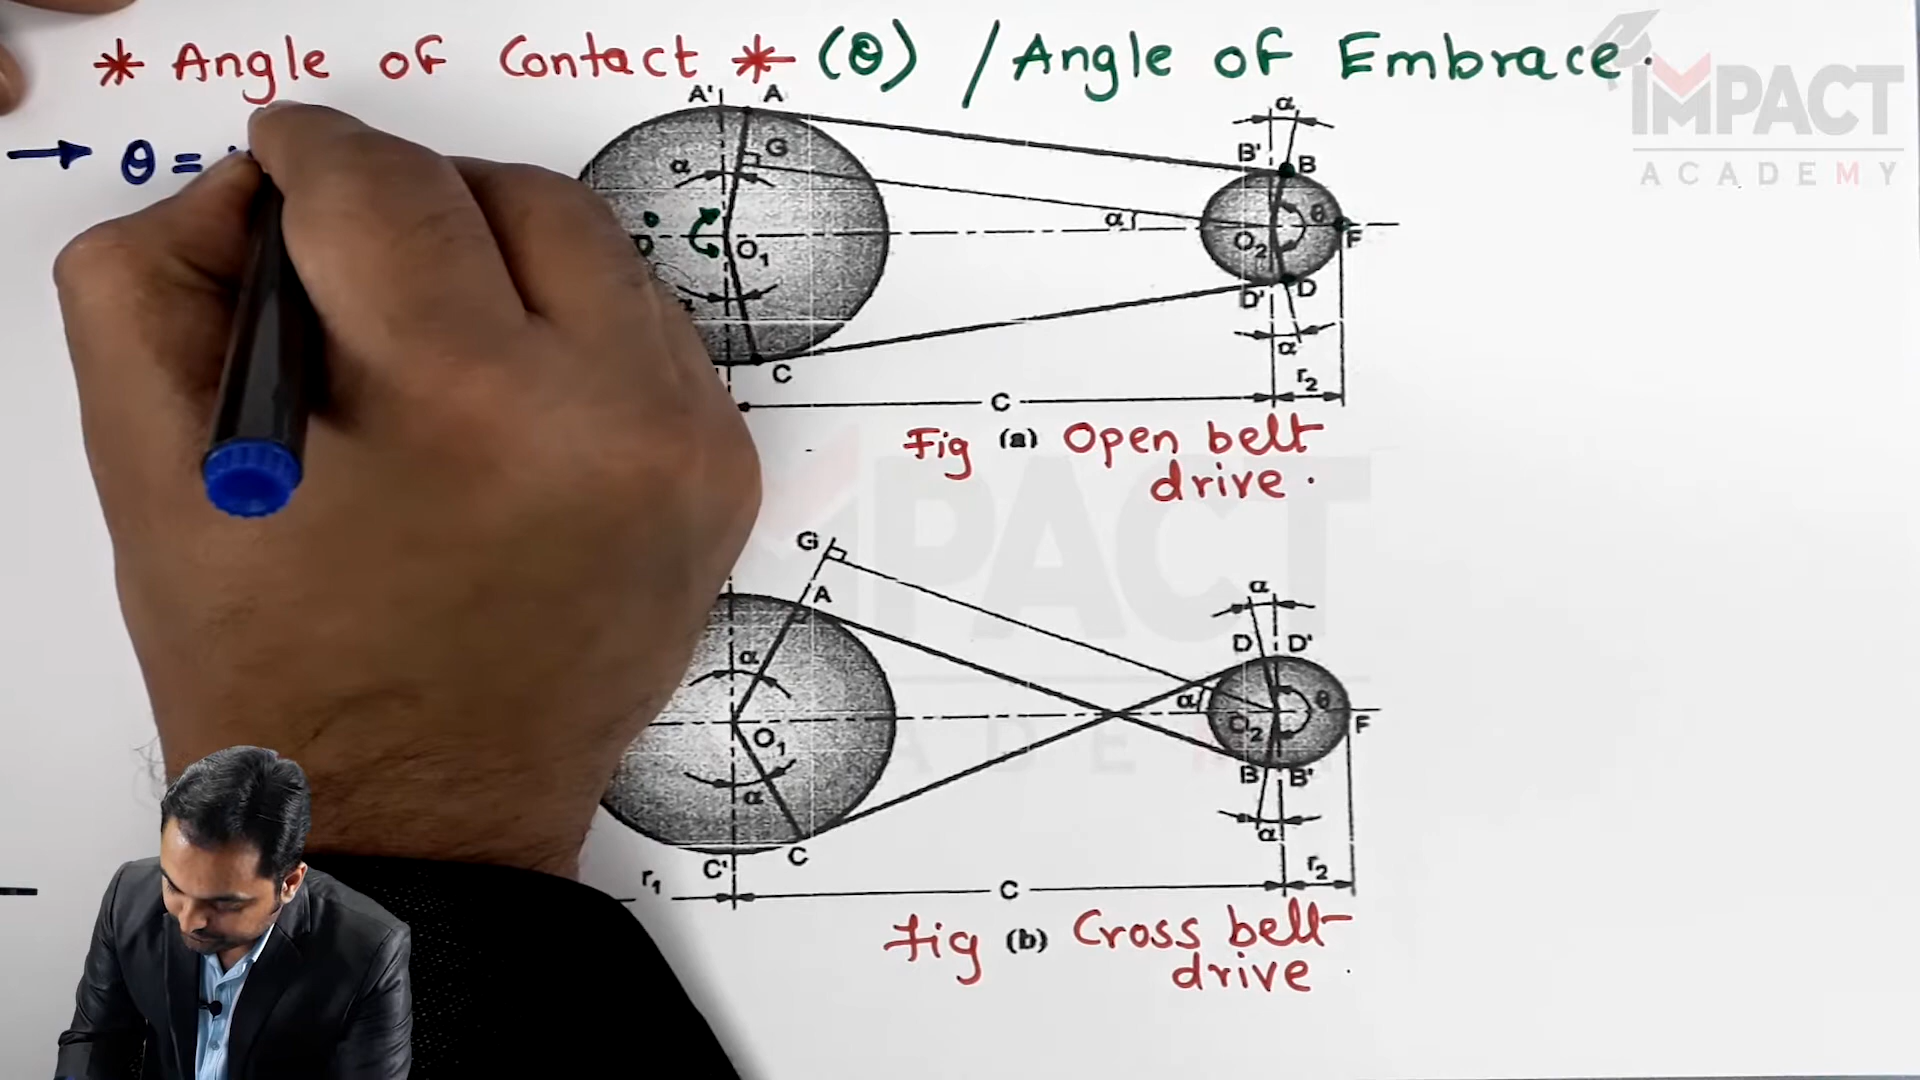 * Angle of Contact * (θ) / Angle of Embrace.
IMPACT
ACADEMY
→ θ =
A' A
α
G
α
B' B
α
θ
O₁
O₂
F
D' D
α
C
r₂
C
Fig (a) Open belt
drive.
G
A
α
D D'
α
α
θ
O₁
O₂
F
B B'
α
α
C
C'
r₁
C
r₂
Fig (b) Cross belt
drive.